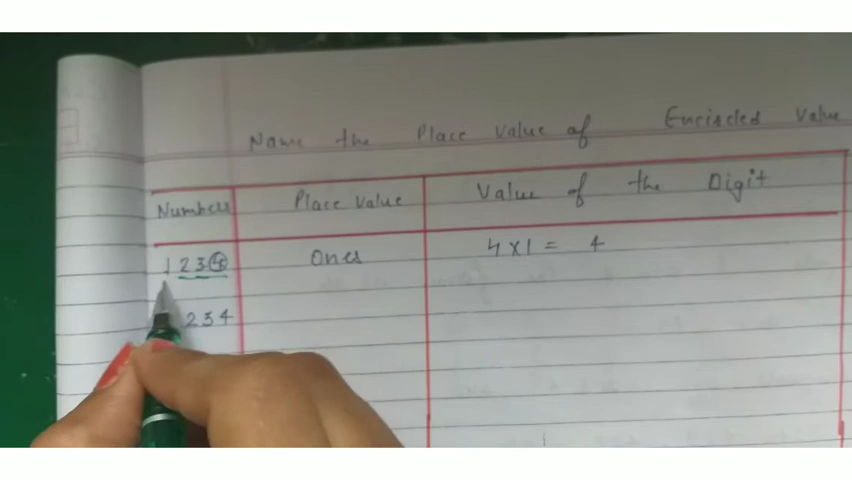 Name the Place Value of Encircled Value
Numbers Place Value Value of the Digit
1234 Ones 4 x 1 = 4
234